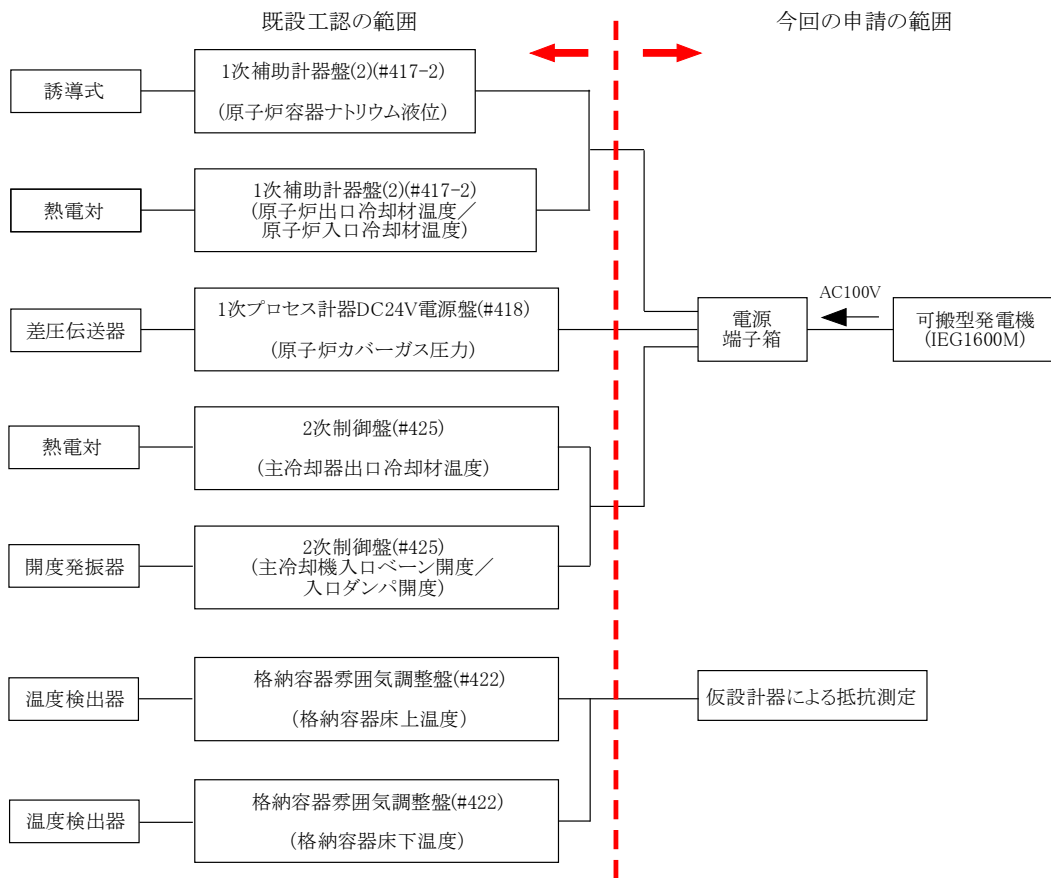 既設工認の範囲
今回の申請の範囲
誘導式
1次補助計器盤(2)(#417-2)
(原子炉容器ナトリウム液位)
熱電対
1次補助計器盤(2)(#417-2)
(原子炉出口冷却材温度／
原子炉入口冷却材温度)
差圧伝送器
1次プロセス計器DC24V電源盤(#418)
(原子炉カバーガス圧力)
電源
端子箱
AC100V
可搬型発電機
(IEG1600M)
熱電対
2次制御盤(#425)
(主冷却器出口冷却材温度)
開度発振器
2次制御盤(#425)
(主冷却機入口ベーン開度／
入口ダンパ開度)
温度検出器
格納容器雰囲気調整盤(#422)
(格納容器床上温度)
仮設計器による抵抗測定
温度検出器
格納容器雰囲気調整盤(#422)
(格納容器床下温度)